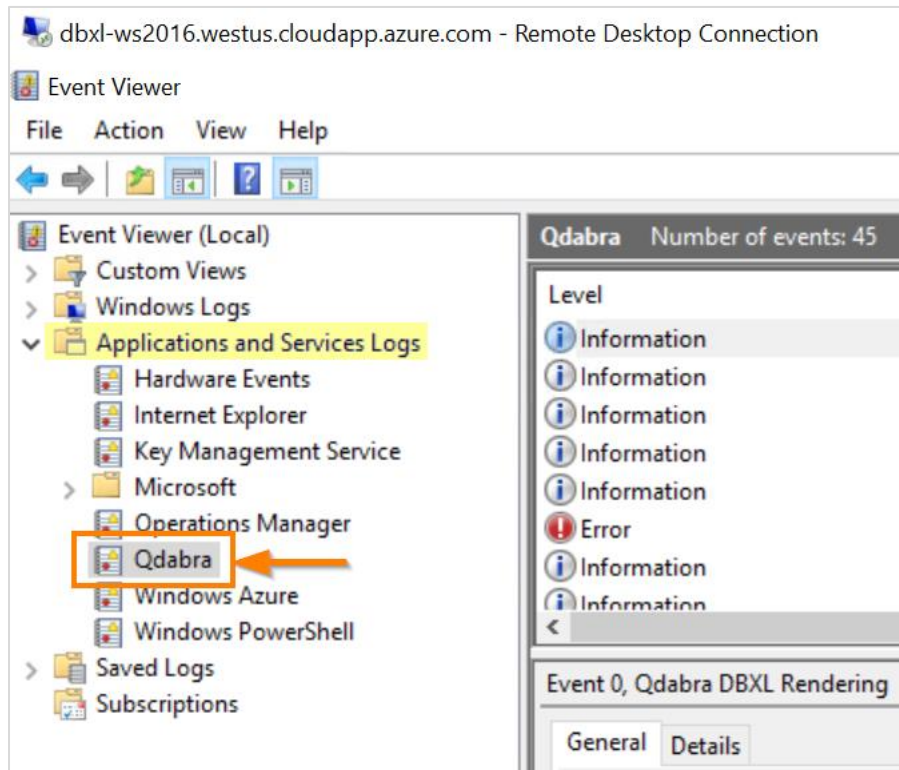 dbxl-ws2016.westus.cloudapp.azure.com - Remote Desktop Connection
Event Viewer
File Action View Help
Event Viewer (Local)
Custom Views
Windows Logs
Applications and Services Logs
Hardware Events
Internet Explorer
Key Management Service
Microsoft
Operations Manager
Qdabra
Windows Azure
Windows PowerShell
Saved Logs
Subscriptions
Qdabra Number of events: 45
Level
Information
Information
Information
Information
Information
Error
Information
Information
Event 0, Qdabra DBXL Rendering
General Details